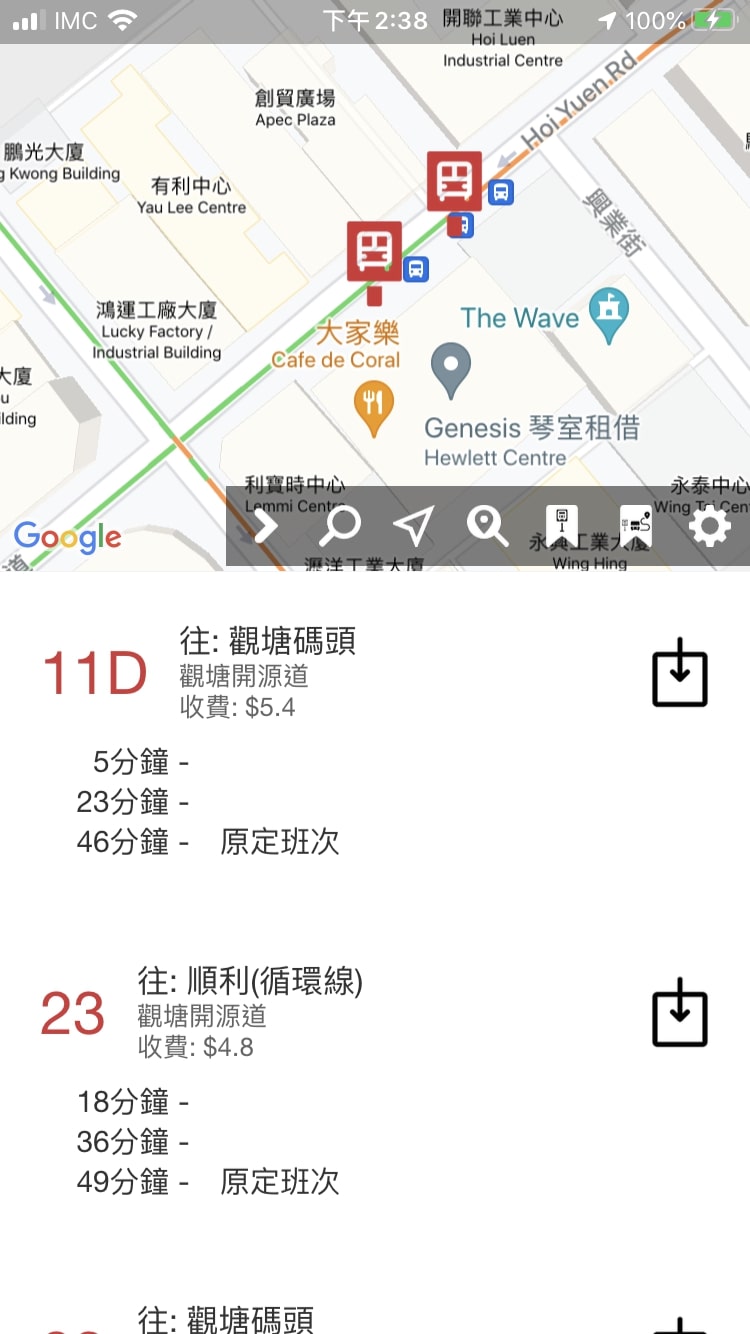 IMC 下午2:38 100%
開聯工業中心
Hoi Luen
Industrial Centre
Hoi Yuen Rd
創貿廣場
Apec Plaza
鵬光大廈
g Kwong Building
有利中心
Yau Lee Centre
興業街
鴻運工廠大廈
Lucky Factory /
Industrial Building
The Wave
大家樂
Cafe de Coral
大廈
u
ilding
Genesis 琴室租借
Hewlett Centre
利寶時中心
Lemmi Centre
永泰中心
Wing Tai Cen
Google
永興工業大廈
Wing Hing
瀝洋工業大廈
道
11D
往: 觀塘碼頭
觀塘開源道
收費: $5.4
5分鐘 -
23分鐘 -
46分鐘 - 原定班次
23
往: 順利(循環線)
觀塘開源道
收費: $4.8
18分鐘 -
36分鐘 -
49分鐘 - 原定班次
往: 觀塘碼頭